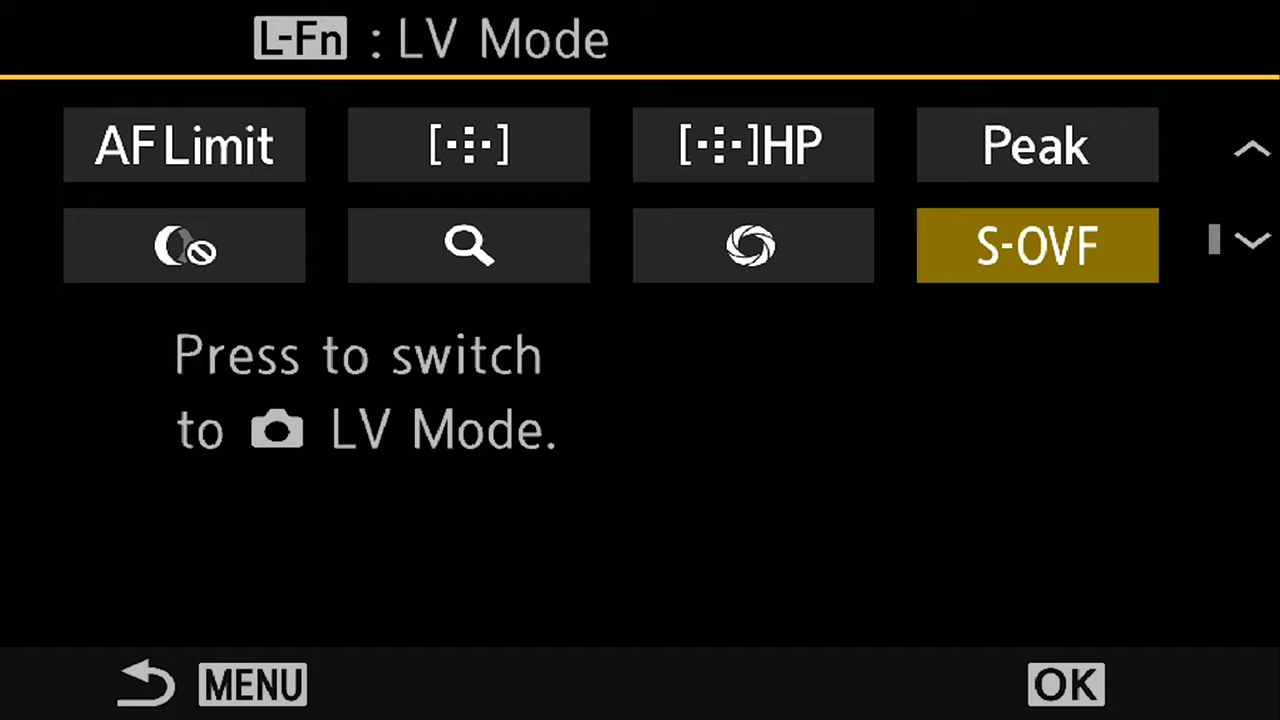 L-Fn : LV Mode
AF Limit [·⁝·] [·⁝·]HP Peak
S-OVF
Press to switch
to LV Mode.
MENU OK